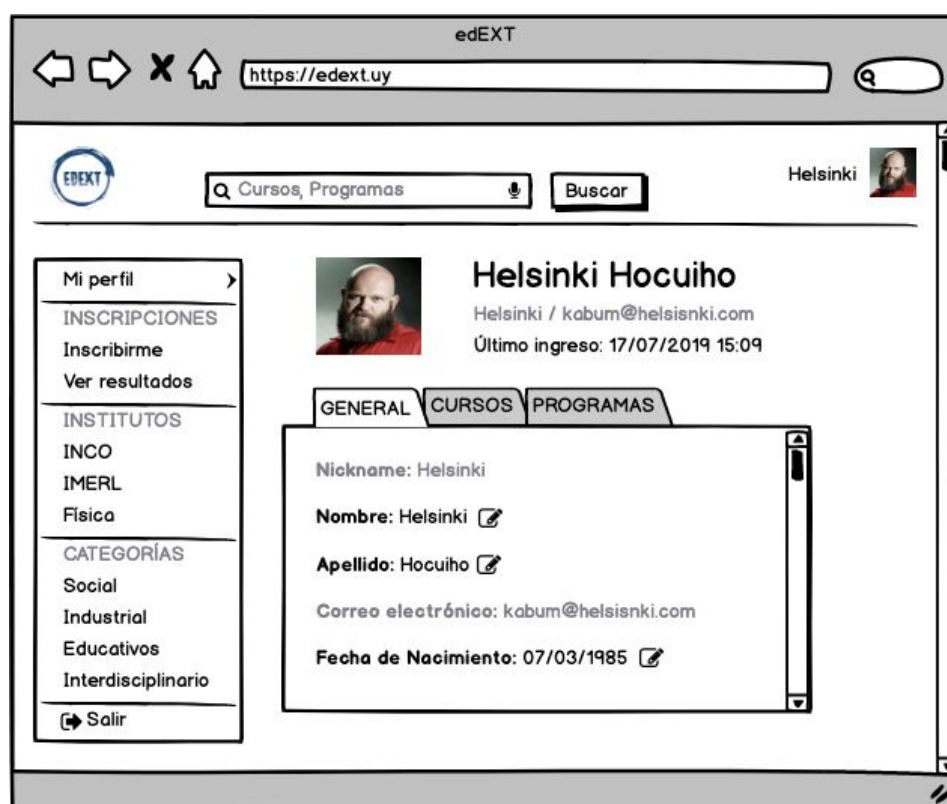 edEXT
https://edext.uy
EDEXT
Cursos, Programas
Buscar
Helsinki
Mi perfil
INSCRIPCIONES
Inscribirme
Ver resultados
INSTITUTOS
INCO
IMERL
Física
CATEGORÍAS
Social
Industrial
Educativos
Interdisciplinario
Salir
Helsinki Hocuiho
Helsinki / kabum@helsisnki.com
Último ingreso: 17/07/2019 15:09
GENERAL CURSOS PROGRAMAS
Nickname: Helsinki
Nombre: Helsinki
Apellido: Hocuiho
Correo electrónico: kabum@helsisnki.com
Fecha de Nacimiento: 07/03/1985